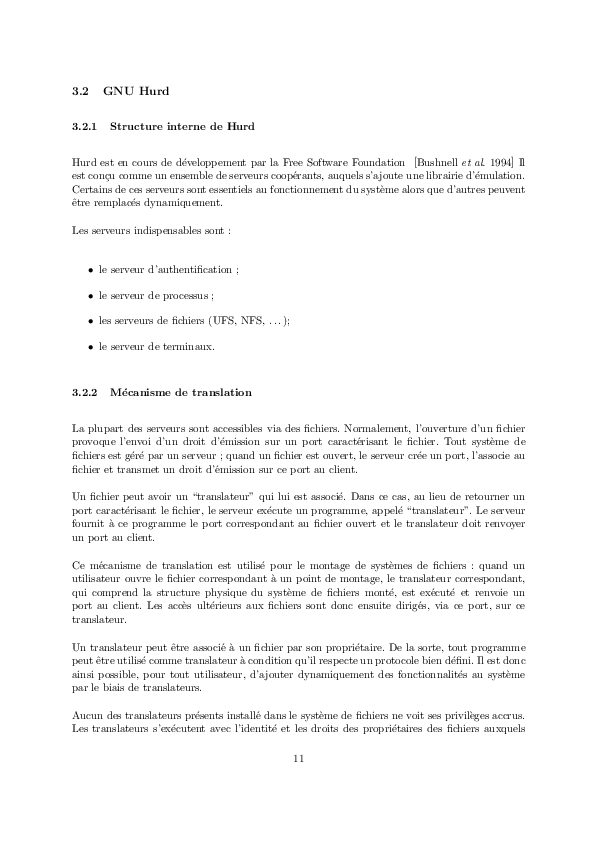 3.2 GNU Hurd
3.2.1 Structure interne de Hurd
Hurd est en cours de développement par la Free Software Foundation [Bushnell et al. 1994] Il
est conçu comme un ensemble de serveurs coopérants, auquels s'ajoute une librairie d'émulation.
Certains de ces serveurs sont essentiels au fonctionnement du système alors que d'autres peuvent
être remplacés dynamiquement.
Les serveurs indispensables sont :
• le serveur d'authentification ;
• le serveur de processus ;
• les serveurs de fichiers (UFS, NFS, ...);
• le serveur de terminaux.
3.2.2 Mécanisme de translation
La plupart des serveurs sont accessibles via des fichiers. Normalement, l'ouverture d'un fichier
provoque l'envoi d'un droit d'émission sur un port caractérisant le fichier. Tout système de
fichiers est géré par un serveur ; quand un fichier est ouvert, le serveur crée un port, l'associe au
fichier et transmet un droit d'émission sur ce port au client.
Un fichier peut avoir un “translateur” qui lui est associé. Dans ce cas, au lieu de retourner un
port caractérisant le fichier, le serveur exécute un programme, appelé “translateur”. Le serveur
fournit à ce programme le port correspondant au fichier ouvert et le translateur doit renvoyer
un port au client.
Ce mécanisme de translation est utilisé pour le montage de systèmes de fichiers : quand un
utilisateur ouvre le fichier correspondant à un point de montage, le translateur correspondant,
qui comprend la structure physique du système de fichiers monté, est exécuté et renvoie un
port au client. Les accès ultérieurs aux fichiers sont donc ensuite dirigés, via ce port, sur ce
translateur.
Un translateur peut être associé à un fichier par son propriétaire. De la sorte, tout programme
peut être utilisé comme translateur à condition qu'il respecte un protocole bien défini. Il est donc
ainsi possible, pour tout utilisateur, d'ajouter dynamiquement des fonctionnalités au système
par le biais de translateurs.
Aucun des translateurs présents installé dans le système de fichiers ne voit ses privilèges accrus.
Les translateurs s'exécutent avec l'identité et les droits des propriétaires des fichiers auxquels
11